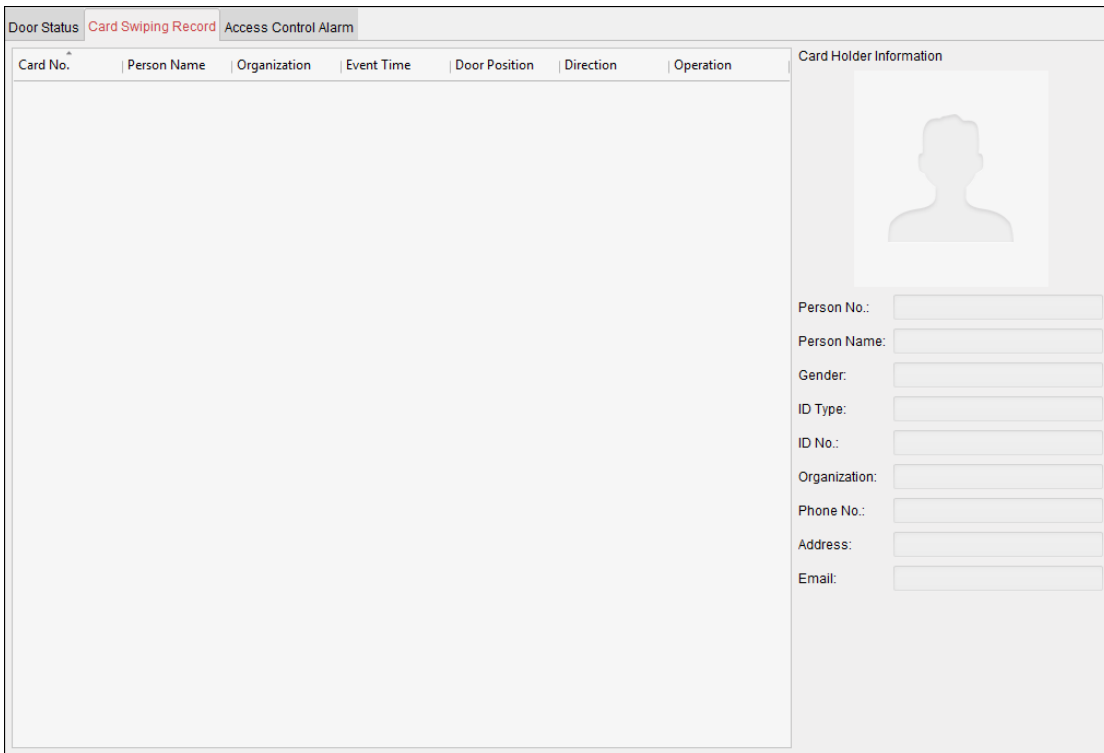 Door Status Card Swiping Record Access Control Alarm
Card No. Person Name Organization Event Time Door Position Direction Operation
Card Holder Information
Person No.:
Person Name:
Gender:
ID Type:
ID No.:
Organization:
Phone No.:
Address:
Email: